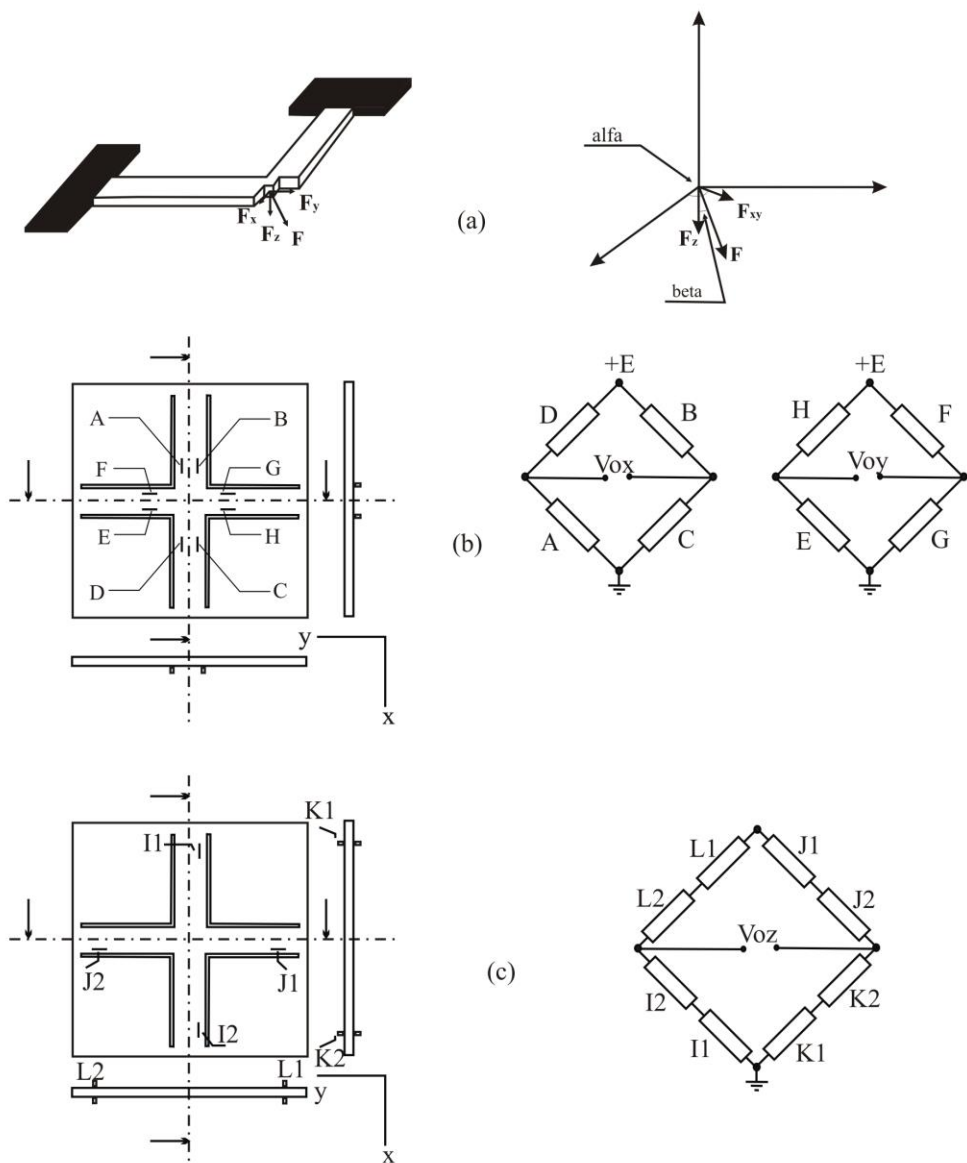 alfa
Fx
Fy
Fz
F
(a)
Fz
Fxy
F
beta
A
B
F
G
E
H
D
C
y
x
(b)
+E
D
B
Vox
A
C
+E
H
F
Voy
E
G
I1
J2
J1
I2
K1
K2
L2
L1
y
x
(c)
L1
J1
L2
J2
Voz
I2
K2
I1
K1